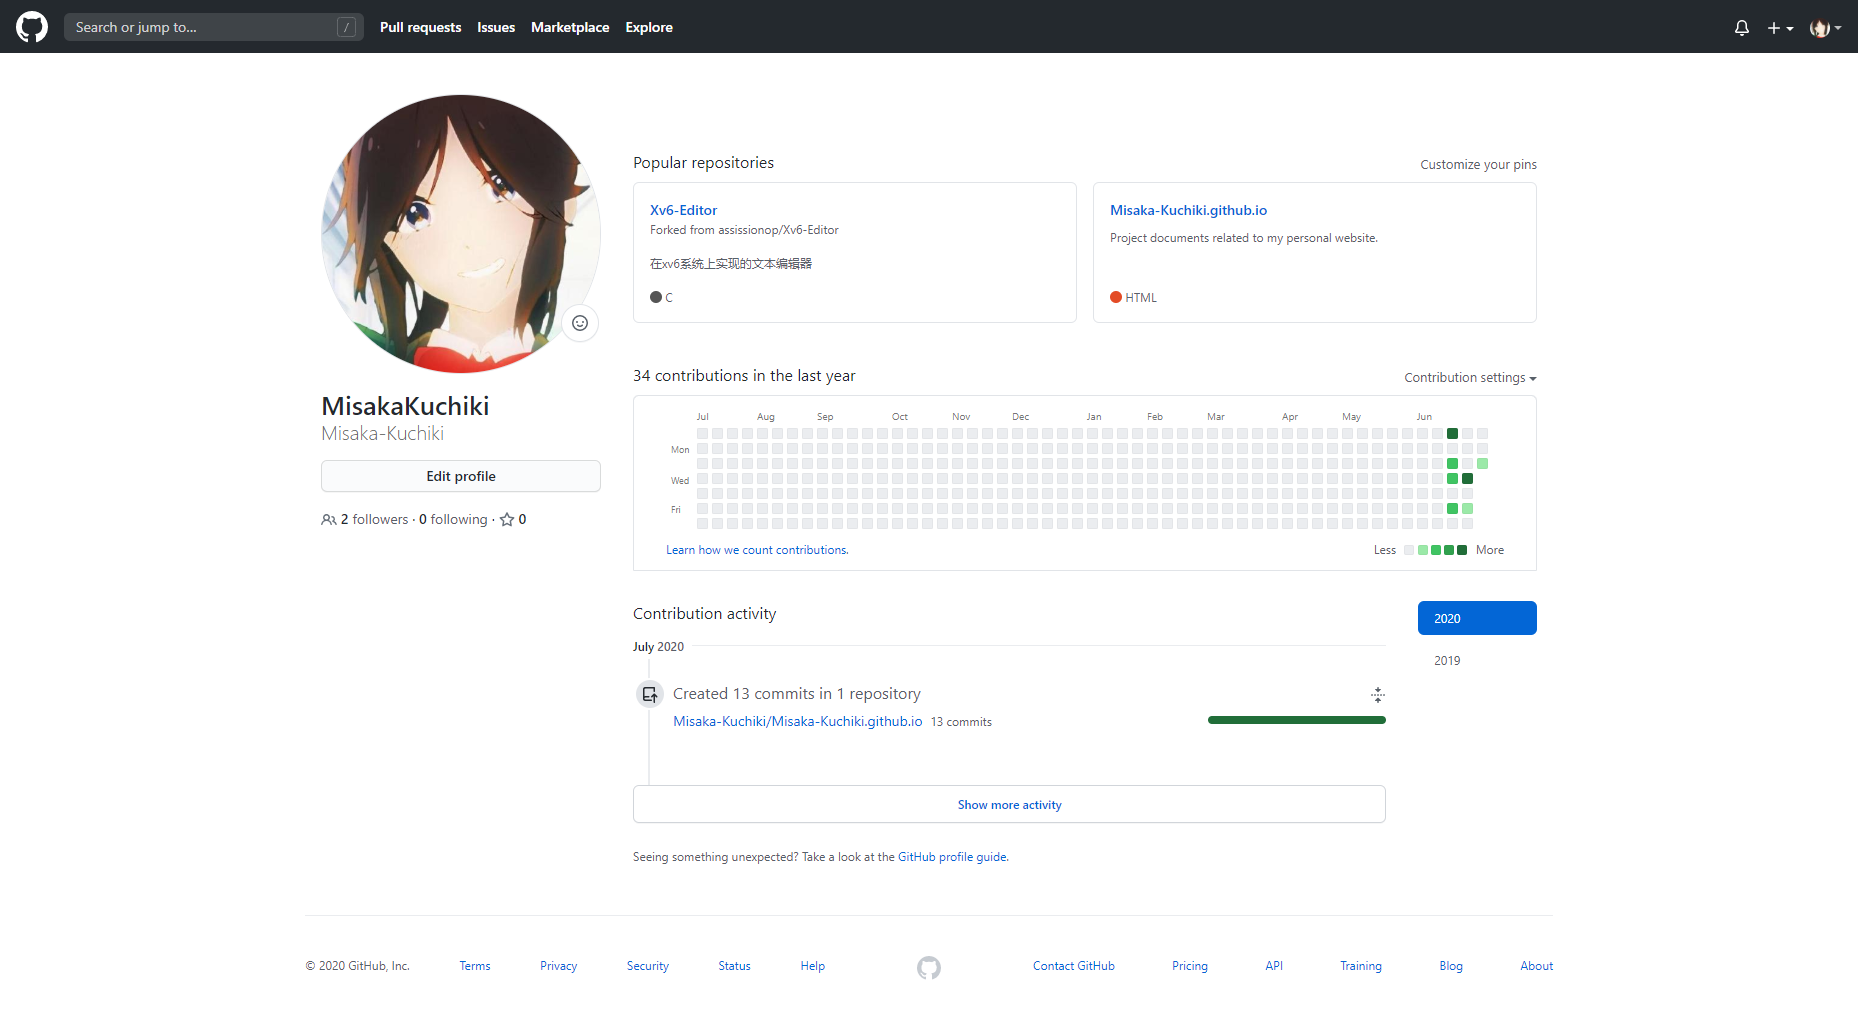 Search or jump to... /
Pull requests Issues Marketplace Explore
MisakaKuchiki
Misaka-Kuchiki
Edit profile
2 followers · 0 following · 0
Popular repositories
Customize your pins
Xv6-Editor
Forked from assissionop/Xv6-Editor
在xv6系统上实现的文本编辑器
C
Misaka-Kuchiki.github.io
Project documents related to my personal website.
HTML
34 contributions in the last year
Contribution settings
Jul Aug Sep Oct Nov Dec Jan Feb Mar Apr May Jun
Mon
Wed
Fri
Learn how we count contributions.
Less More
Contribution activity
2020
2019
July 2020
Created 13 commits in 1 repository
Misaka-Kuchiki/Misaka-Kuchiki.github.io 13 commits
Show more activity
Seeing something unexpected? Take a look at the GitHub profile guide.
© 2020 GitHub, Inc. Terms Privacy Security Status Help Contact GitHub Pricing API Training Blog About